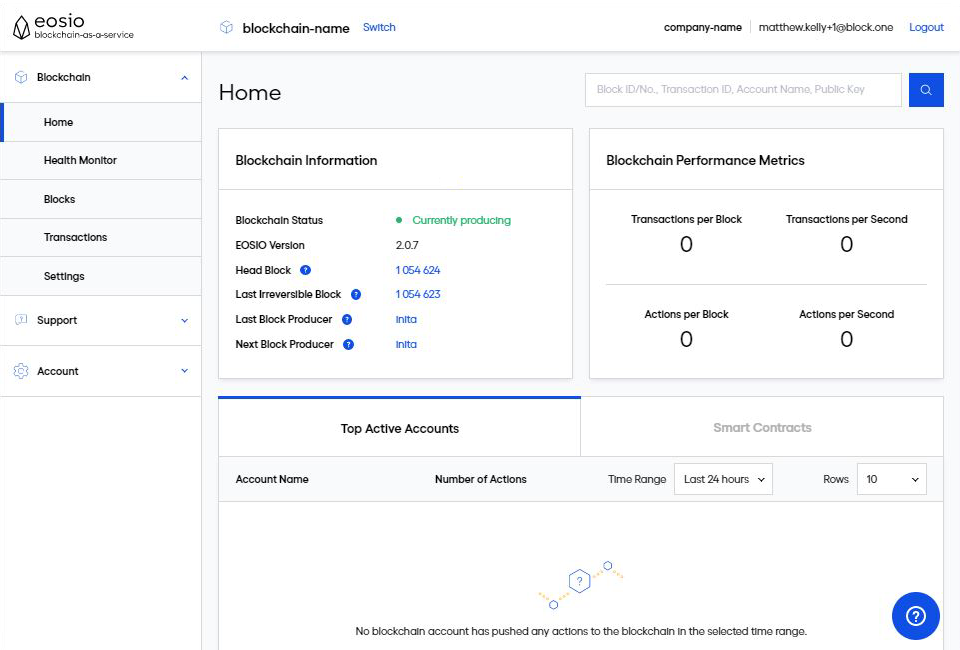 eosio
blockchain-as-a-service
blockchain-name Switch
company-name matthew.kelly+1@block.one Logout
Blockchain
Home
Health Monitor
Blocks
Transactions
Settings
Support
Account
Home
Block ID/No., Transaction ID, Account Name, Public Key
Blockchain Information
Blockchain Status Currently producing
EOSIO Version 2.0.7
Head Block ? 1 054 624
Last Irreversible Block ? 1 054 623
Last Block Producer ? inita
Next Block Producer ? inita
Blockchain Performance Metrics
Transactions per Block Transactions per Second
0 0
Actions per Block Actions per Second
0 0
Top Active Accounts Smart Contracts
Account Name Number of Actions Time Range Last 24 hours Rows 10
?
No blockchain account has pushed any actions to the blockchain in the selected time range.
?